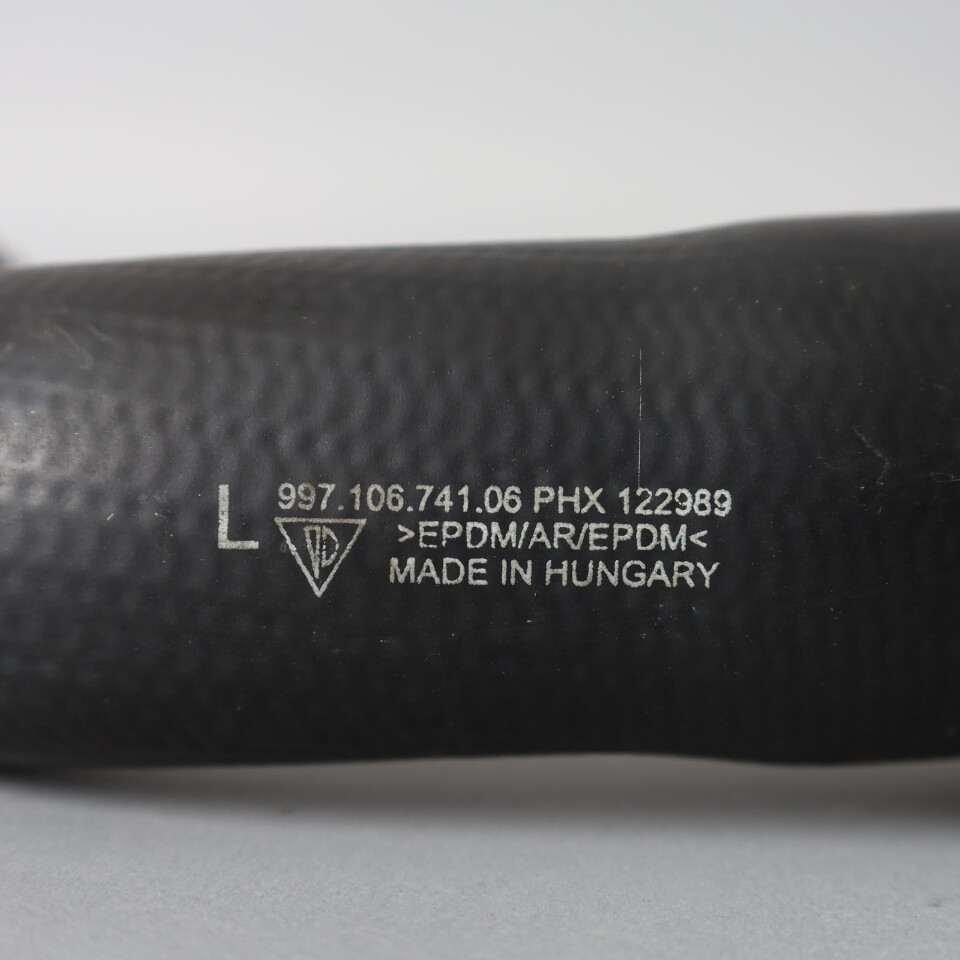 L 997.106.741.06 PHX 122989
>EPDM/AR/EPDM<
MADE IN HUNGARY